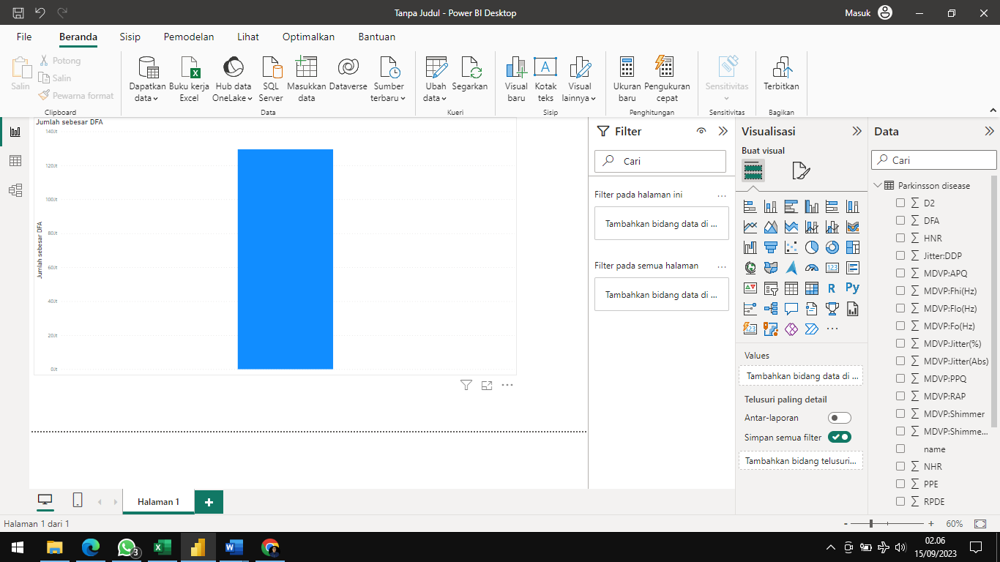 Tanpa Judul - Power BI Desktop
Masuk
File
Beranda
Sisip
Pemodelan
Lihat
Optimalkan
Bantuan
Salin
Potong
Salin
Pewarna format
Clipboard
Dapatkan
data
Buku kerja
Excel
Hub data
OneLake
SQL
Server
Masukkan
data
Dataverse
Sumber
terbaru
Data
Ubah
data
Segarkan
Kueri
Visual
baru
Kotak
teks
Visual
lainnya
Sisip
Ukuran
baru
Pengukuran
cepat
Penghitungan
Sensitivitas
Sensitivitas
Terbitkan
Bagikan
Jumlah sebesar DFA
Jumlah sebesar DFA
140Jt
120Jt
100Jt
80Jt
60Jt
40Jt
20Jt
0Jt
Filter
Cari
Filter pada halaman ini
...
Tambahkan bidang data di ...
Filter pada semua halaman
...
Tambahkan bidang data di ...
Visualisasi
Buat visual
123
R
Py
123
...
Values
Tambahkan bidang data di ...
Telusuri paling detail
Antar-laporan
Simpan semua filter
Tambahkan bidang telusuri...
Data
Cari
Parkinsson disease
D2
DFA
HNR
Jitter:DDP
MDVP:APQ
MDVP:Fhi(Hz)
MDVP:Flo(Hz)
MDVP:Fo(Hz)
MDVP:Jitter(%)
MDVP:Jitter(Abs)
MDVP:PPQ
MDVP:RAP
MDVP:Shimmer
MDVP:Shimme...
name
NHR
PPE
RPDE
Halaman 1
Halaman 1 dari 1
- + 60%
3
02.06
15/09/2023